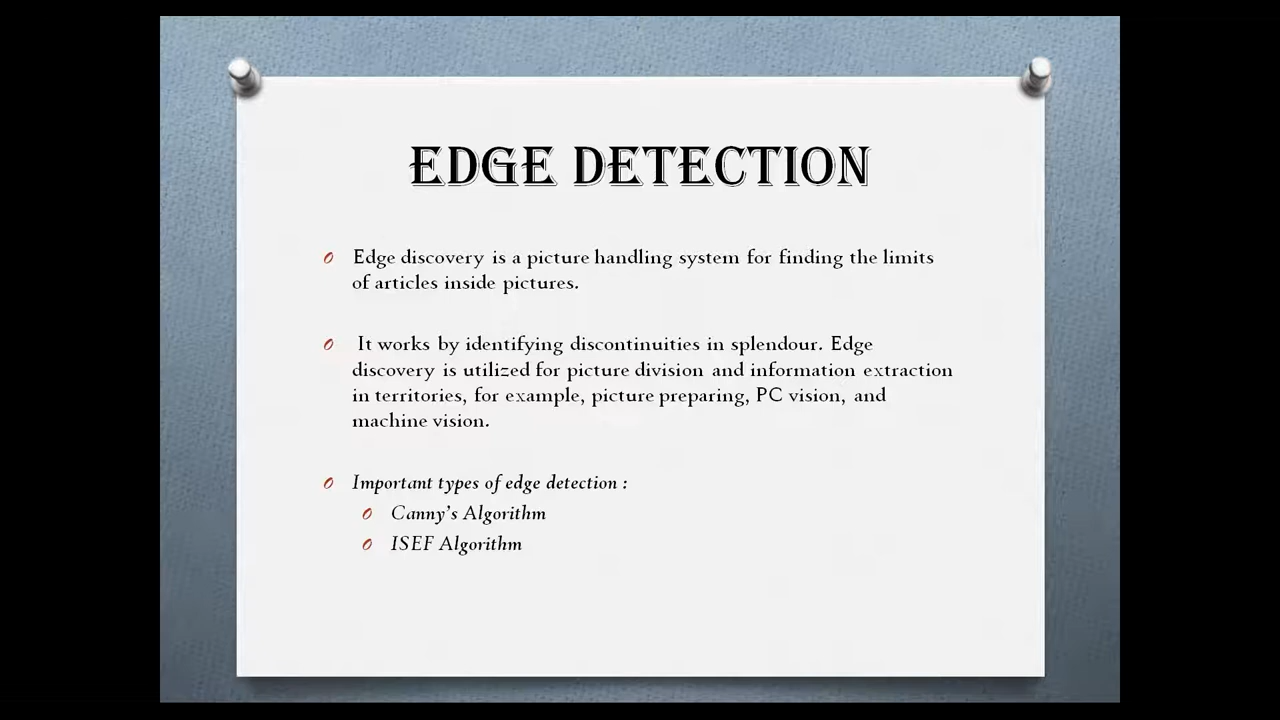 EDGE DETECTION
Edge discovery is a picture handling system for finding the limits
of articles inside pictures.
It works by identifying discontinuities in splendour. Edge
discovery is utilized for picture division and information extraction
in territories, for example, picture preparing, PC vision, and
machine vision.
Important types of edge detection :
Canny's Algorithm
ISEF Algorithm